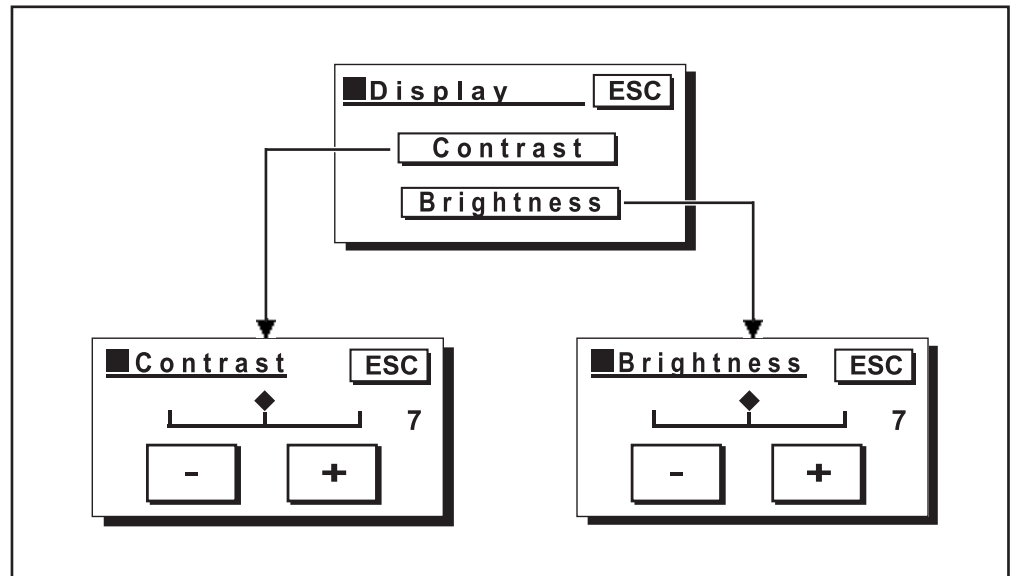 Display ESC
Contrast
Brightness
Contrast ESC
7
- +
Brightness ESC
7
- +